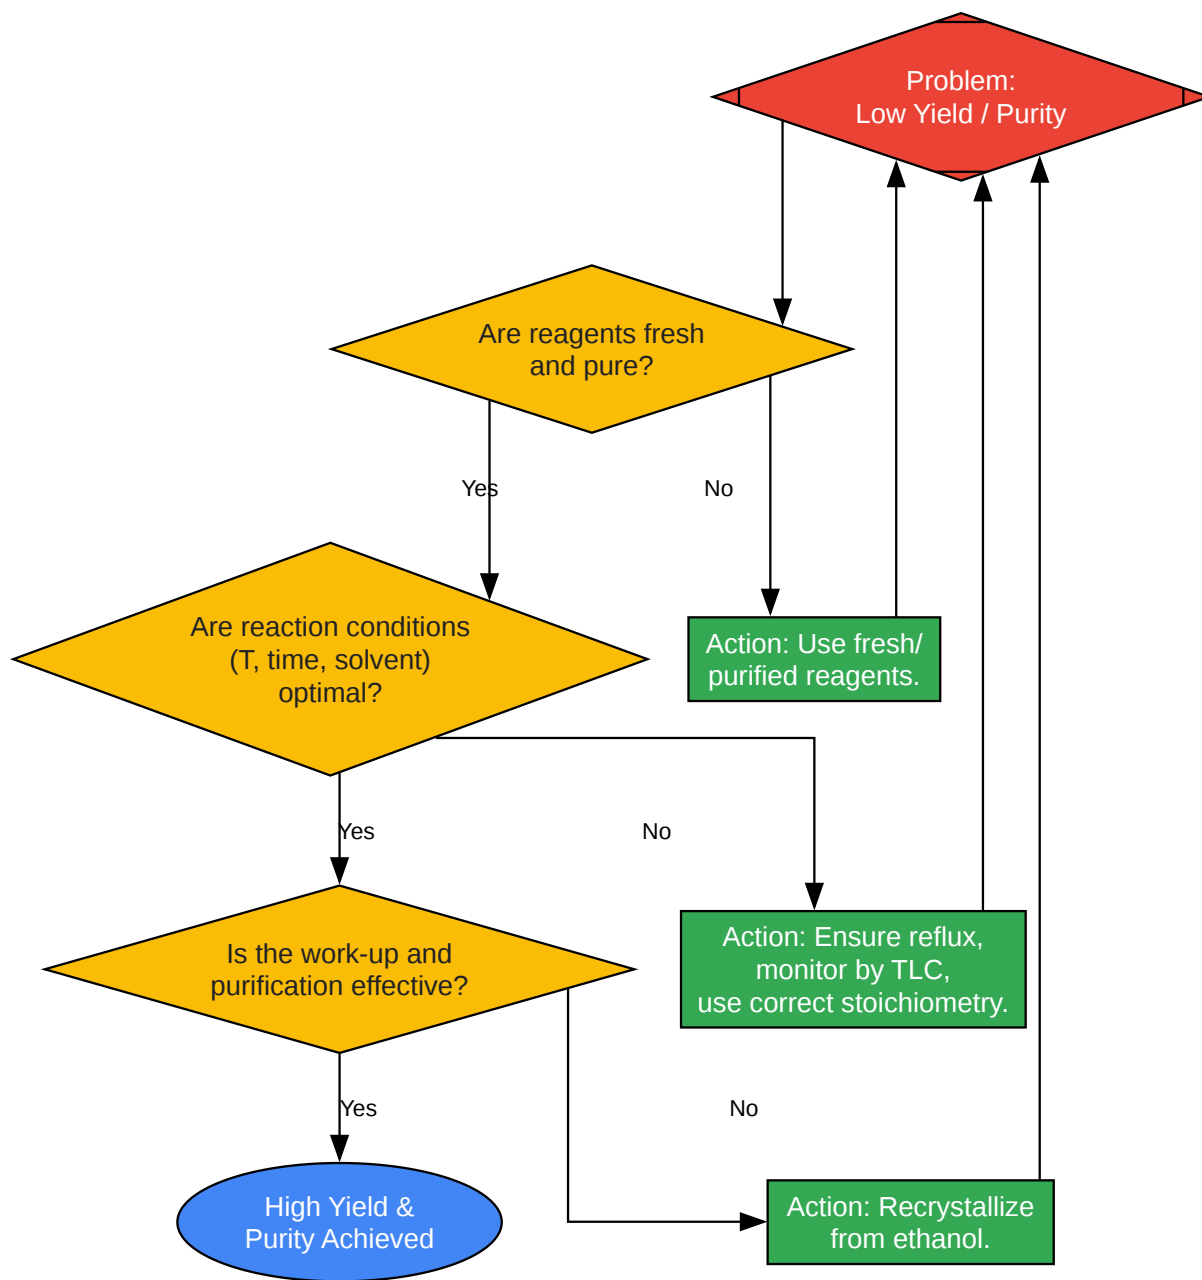 Problem:
Low Yield / Purity
Are reagents fresh
and pure?
Yes
No
Are reaction conditions
(T, time, solvent)
optimal?
Action: Use fresh/
purified reagents.
Yes
No
Is the work-up and
purification effective?
Action: Ensure reflux,
monitor by TLC,
use correct stoichiometry.
Yes
No
High Yield &
Purity Achieved
Action: Recrystallize
from ethanol.